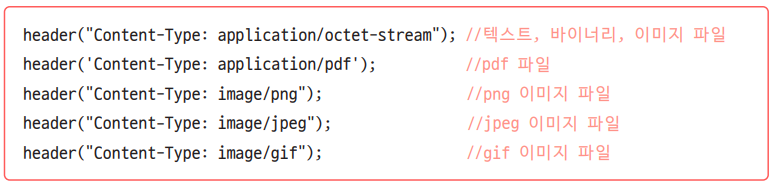 header("Content-Type: application/octet-stream"); //텍스트, 바이너리, 이미지 파일
header('Content-Type: application/pdf'); //pdf 파일
header("Content-Type: image/png"); //png 이미지 파일
header("Content-Type: image/jpeg"); //jpeg 이미지 파일
header("Content-Type: image/gif"); //gif 이미지 파일